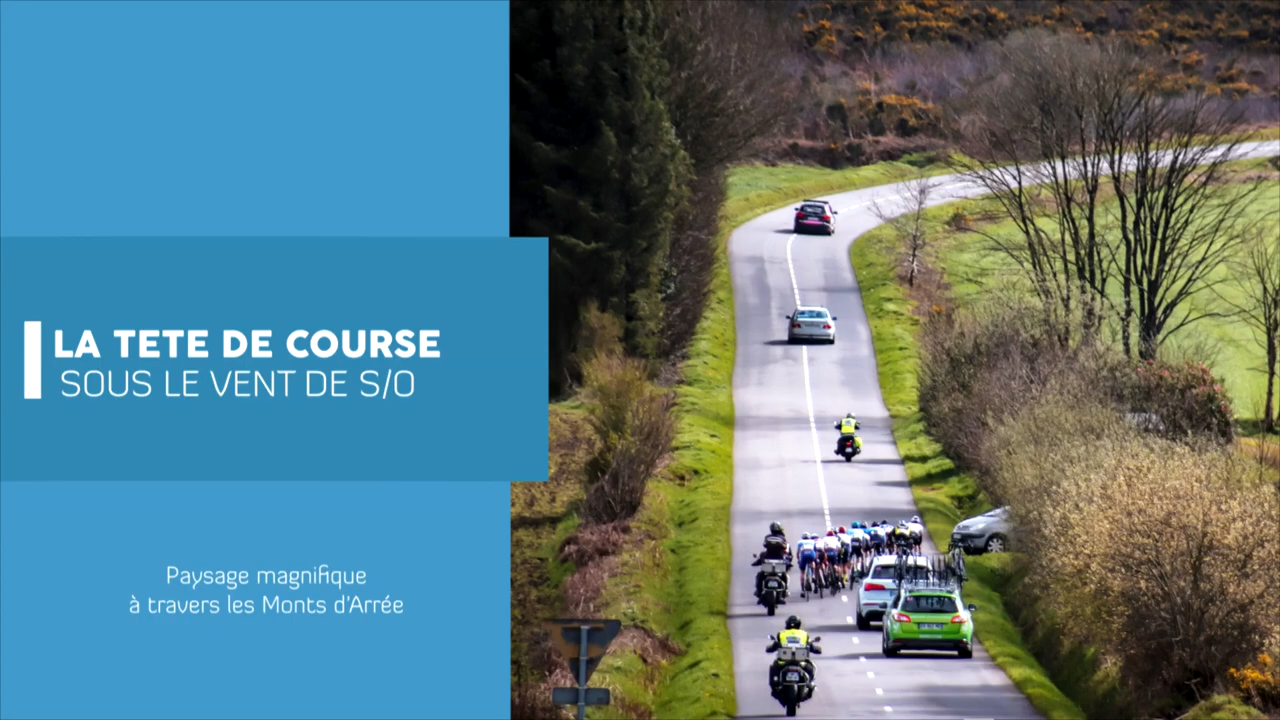 LA TETE DE COURSE
SOUS LE VENT DE S/O
Paysage magnifique
à travers les Monts d'Arrée